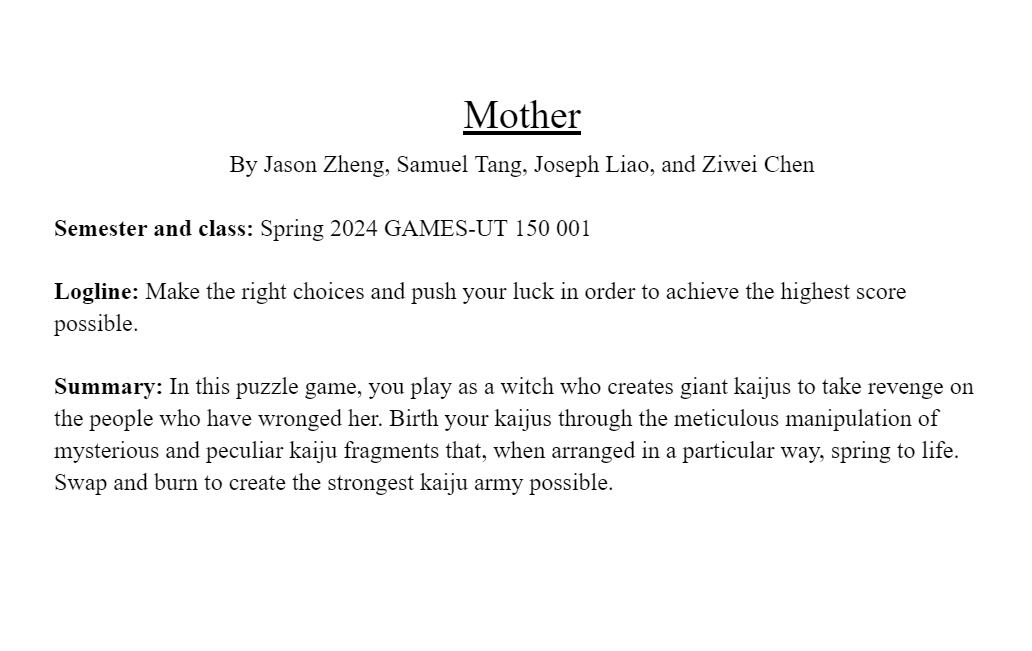 Mother
By Jason Zheng, Samuel Tang, Joseph Liao, and Ziwei Chen
Semester and class: Spring 2024 GAMES-UT 150 001
Logline: Make the right choices and push your luck in order to achieve the highest score
possible.
Summary: In this puzzle game, you play as a witch who creates giant kaijus to take revenge on
the people who have wronged her. Birth your kaijus through the meticulous manipulation of
mysterious and peculiar kaiju fragments that, when arranged in a particular way, spring to life.
Swap and burn to create the strongest kaiju army possible.